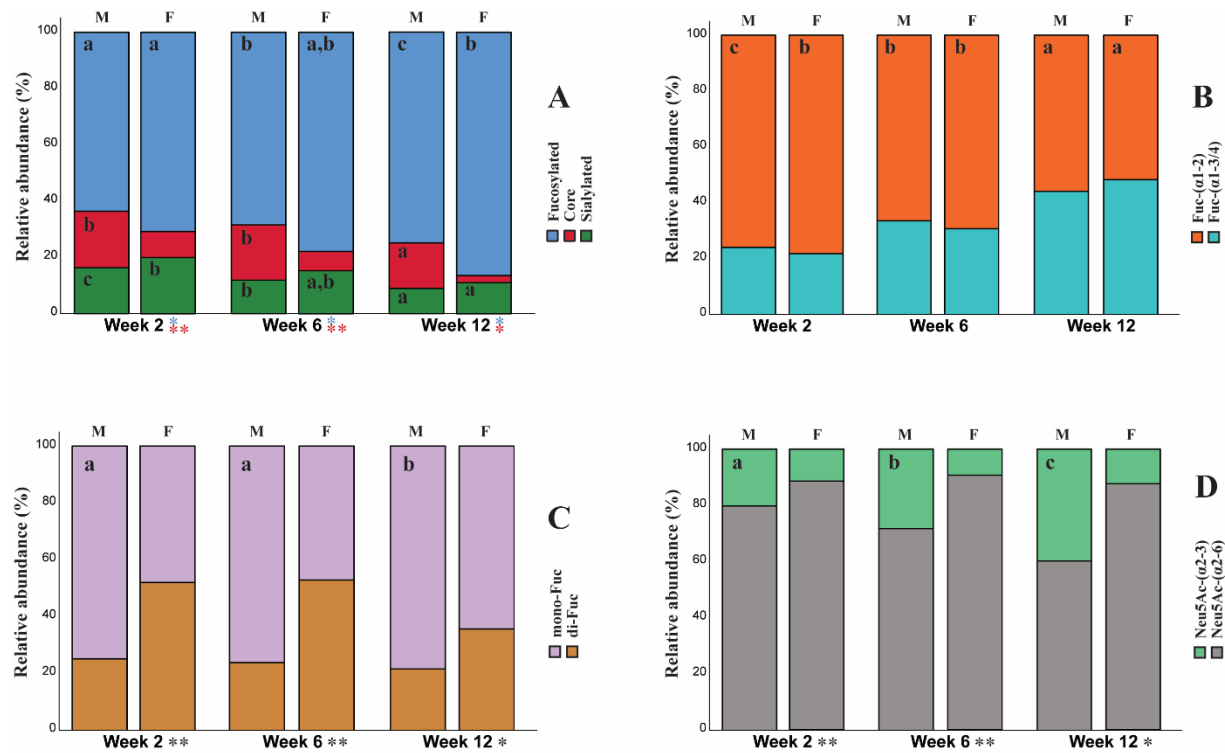 M F M F M F
100
80
60
40
20
0
Relative abundance (%)
a a b a,b c b
b b a
c b b a,b a a
Week 2 ***
Week 6 ***
Week 12 **
A
Fucosylated
Core
Sialylated
M F M F M F
100
80
60
40
20
0
Relative abundance (%)
c b b b a a
Week 2 Week 6 Week 12
B
Fuc-(α1-2)
Fuc-(α1-3/4)
M F M F M F
100
80
60
40
20
0
Relative abundance (%)
a a b
Week 2 ** Week 6 ** Week 12 *
C
mono-Fuc
di-Fuc
M F M F M F
100
80
60
40
20
0
Relative abundance (%)
a b c
Week 2 ** Week 6 ** Week 12 *
D
Neu5Ac-(α2-3)
Neu5Ac-(α2-6)